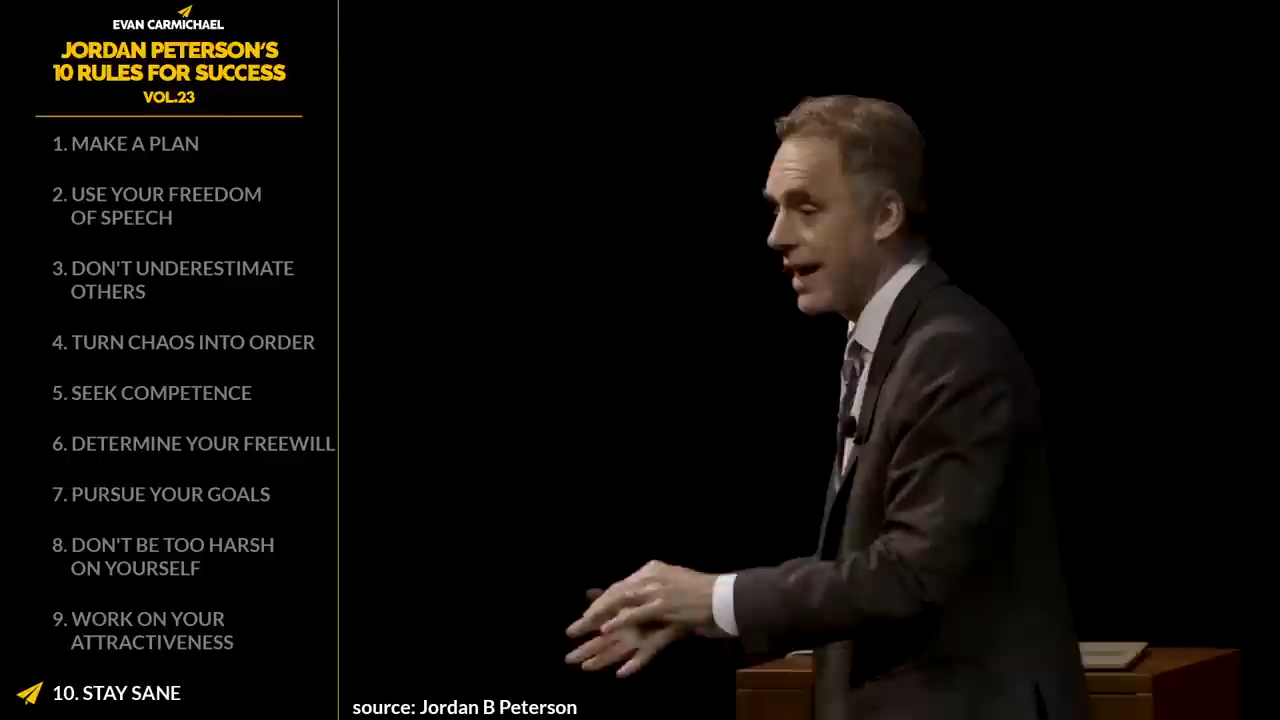 EVAN CARMICHAEL
JORDAN PETERSON'S
10 RULES FOR SUCCESS
VOL.23
1. MAKE A PLAN
2. USE YOUR FREEDOM
OF SPEECH
3. DON'T UNDERESTIMATE
OTHERS
4. TURN CHAOS INTO ORDER
5. SEEK COMPETENCE
6. DETERMINE YOUR FREEWILL
7. PURSUE YOUR GOALS
8. DON'T BE TOO HARSH
ON YOURSELF
9. WORK ON YOUR
ATTRACTIVENESS
10. STAY SANE
source: Jordan B Peterson